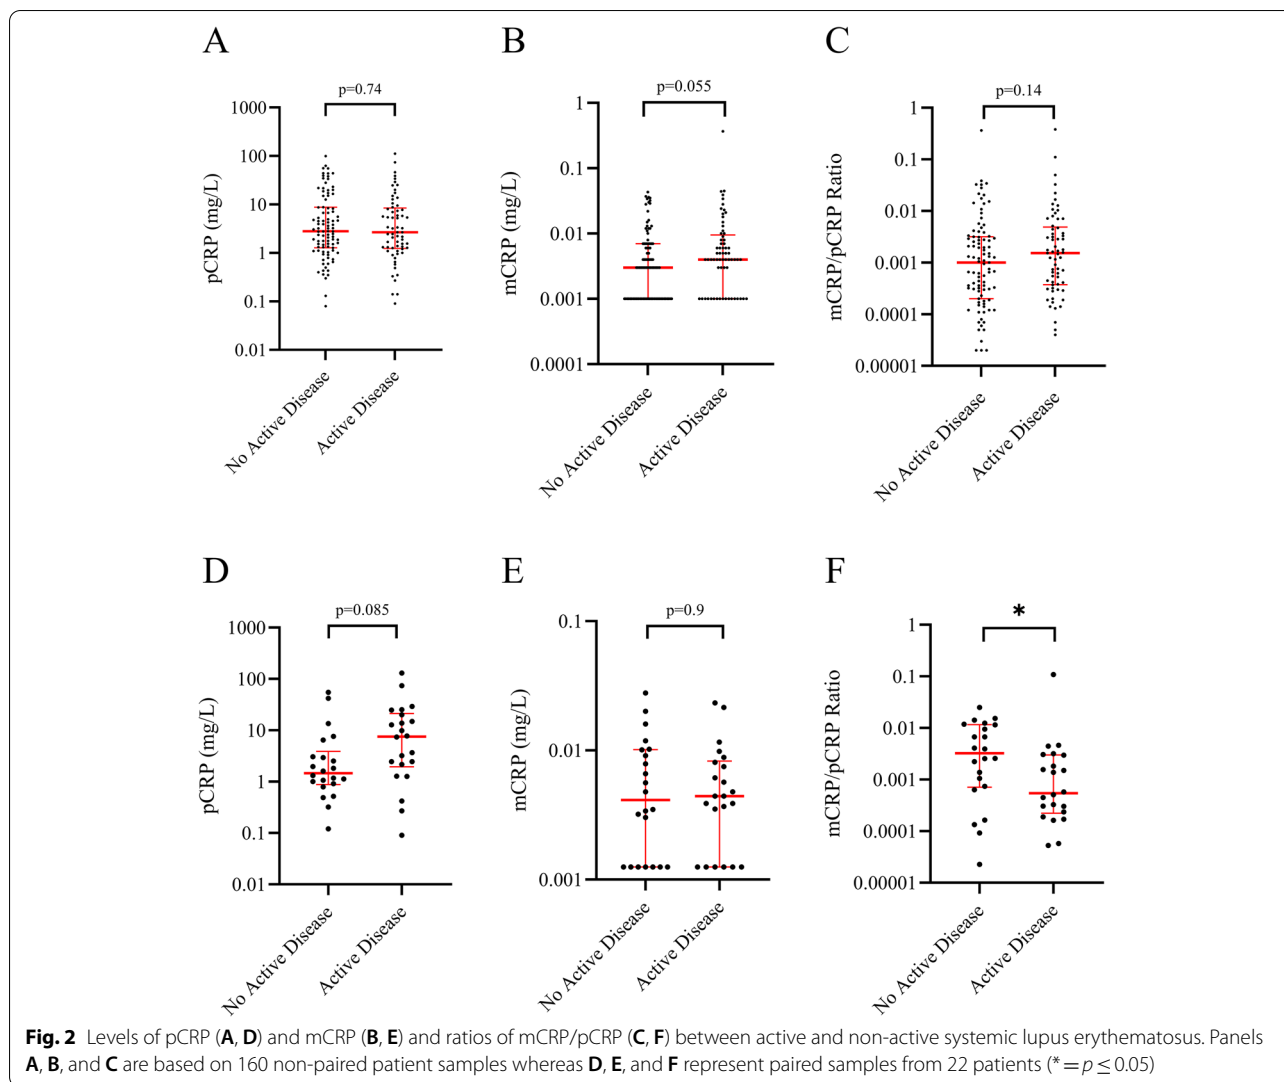 A
B
C
p=0.74
p=0.055
p=0.14
pCRP (mg/L)
1000
100
10
1
0.1
0.01
No Active Disease
Active Disease
mCRP (mg/L)
1
0.1
0.01
0.001
0.0001
No Active Disease
Active Disease
mCRP/pCRP Ratio
1
0.1
0.01
0.001
0.0001
0.00001
No Active Disease
Active Disease
D
E
F
p=0.085
p=0.9
*
pCRP (mg/L)
1000
100
10
1
0.1
0.01
No Active Disease
Active Disease
mCRP (mg/L)
0.1
0.01
0.001
No Active Disease
Active Disease
mCRP/pCRP Ratio
1
0.1
0.01
0.001
0.0001
0.00001
No Active Disease
Active Disease
Fig. 2 Levels of pCRP (A, D) and mCRP (B, E) and ratios of mCRP/pCRP (C, F) between active and non-active systemic lupus erythematosus. Panels
A, B, and C are based on 160 non-paired patient samples whereas D, E, and F represent paired samples from 22 patients (* = p ≤ 0.05)